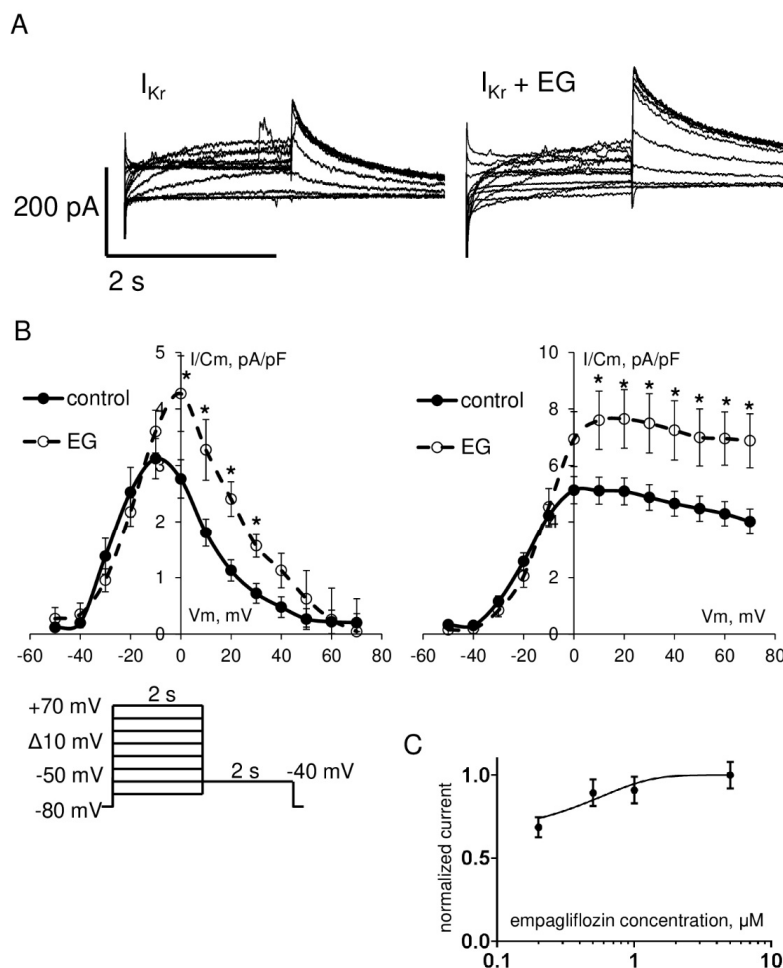 A
I_Kr
I_Kr + EG
200 pA
2 s
B
5
4
3
2
1
0
I/Cm, pA/pF
control
EG
* * * *
Vm, mV
-60 -40 -20 0 20 40 60 80
10
8
6
4
2
0
I/Cm, pA/pF
control
EG
* * * * * * *
Vm, mV
-60 -40 -20 0 20 40 60 80
2 s
+70 mV
Δ10 mV
-50 mV
2 s
-40 mV
-80 mV
C
1.0
0.5
0.0
normalized current
empagliflozin concentration, µM
0.1 1 10